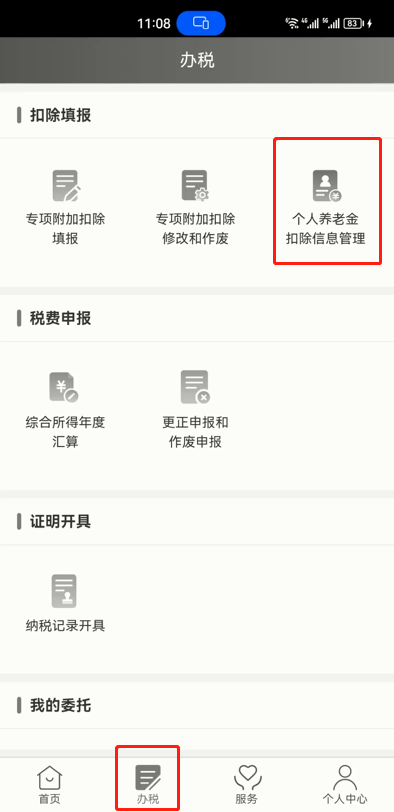 11:08
6 4G 5G 83
办税
扣除填报
专项附加扣除
填报
专项附加扣除
修改和作废
个人养老金
扣除信息管理
税费申报
综合所得年度
汇算
更正申报和
作废申报
证明开具
纳税记录开具
我的委托
首页 办税 服务 个人中心